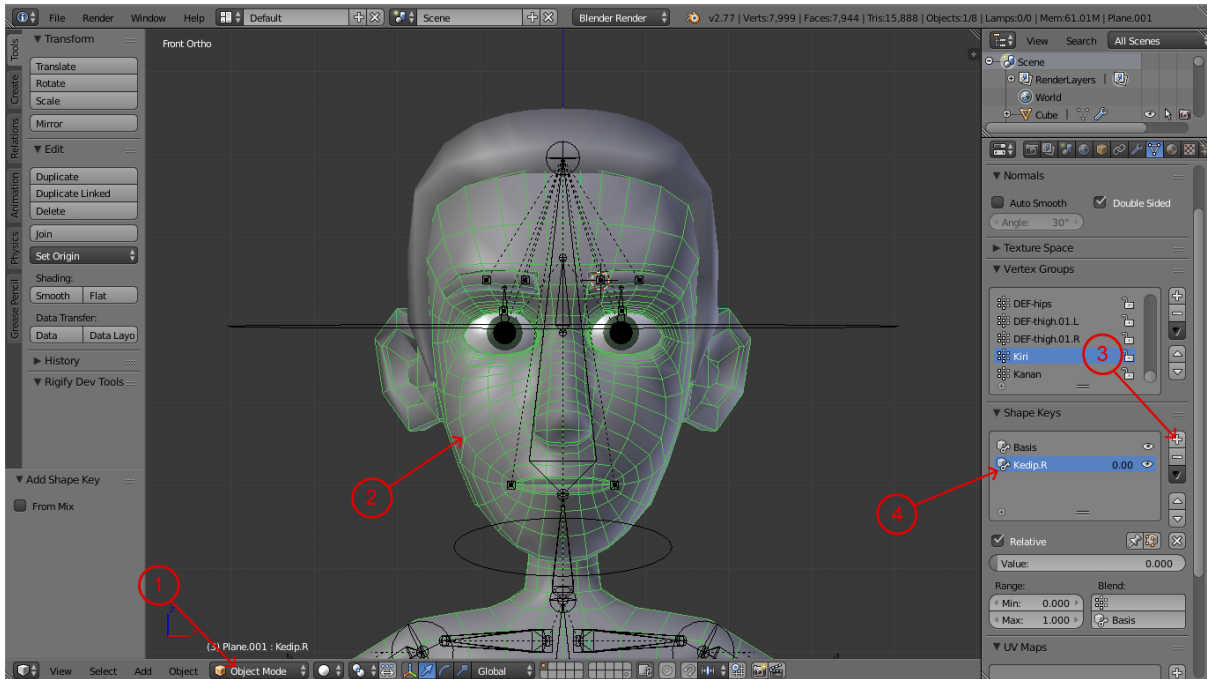 File Render Window Help Default Scene Blender Render v2.77 | Verts:7,999 | Faces:7,944 | Tris:15,888 | Objects:1/8 | Lamps:0/0 | Mem:61.01M | Plane.001
Tools
Create
Relations
Animation
Physics
Grease Pencil
Transform
Translate
Rotate
Scale
Mirror
Edit
Duplicate
Duplicate Linked
Delete
Join
Set Origin
Shading:
Smooth Flat
Data Transfer:
Data Data Layo
History
Rigify Dev Tools
Add Shape Key
From Mix
Front Ortho
2
1
(3) Plane.001 : Kedip.R
View Select Add Object Object Mode Global
View Search All Scenes
Scene
RenderLayers |
World
Cube |
Normals
Auto Smooth Double Sided
Angle: 30°
Texture Space
Vertex Groups
DEF-hips
DEF-thigh.01.L
DEF-thigh.01.R
Kiri
Kanan
3
Shape Keys
Basis
Kedip.R 0.00
4
Relative
Value: 0.000
Range: Blend:
Min: 0.000
Max: 1.000 Basis
UV Maps